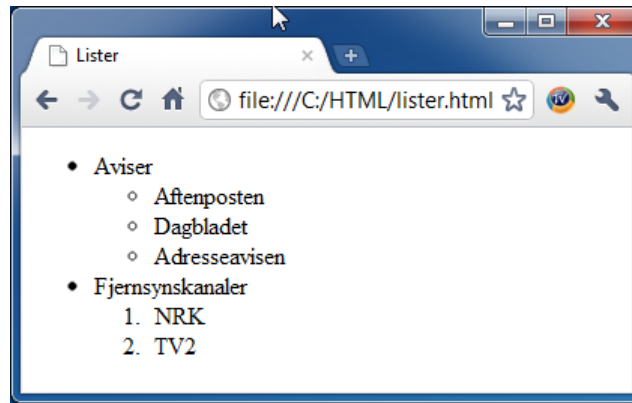 Lister
file:///C:/HTML/lister.html
Aviser
Aftenposten
Dagbladet
Adresseavisen
Fjernsynskanaler
1. NRK
2. TV2